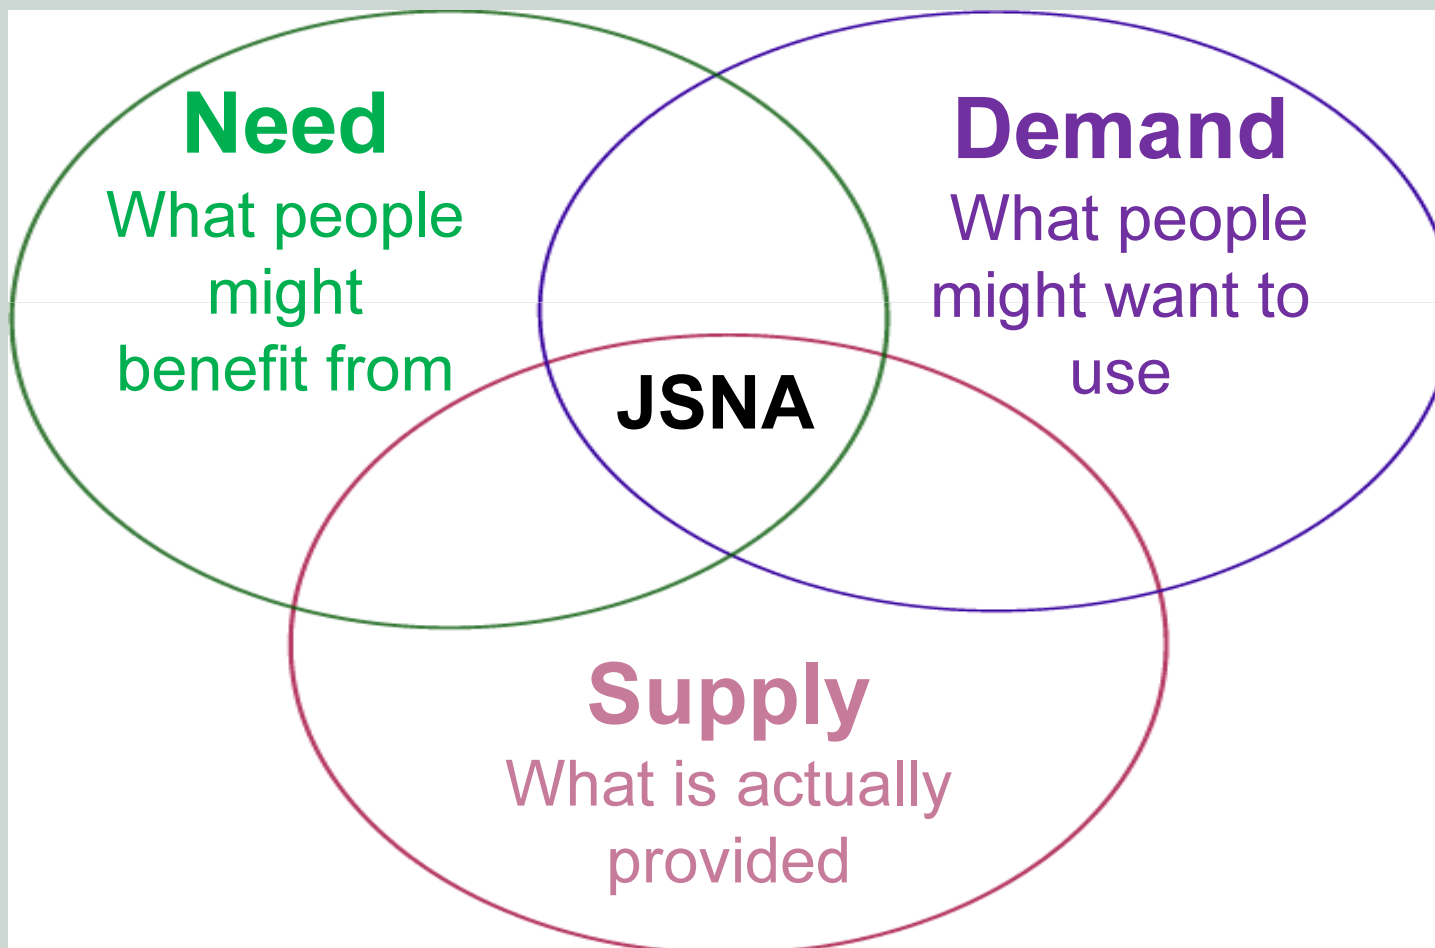 Need
What people
might
benefit from
Demand
What people
might want to
use
JSNA
Supply
What is actually
provided